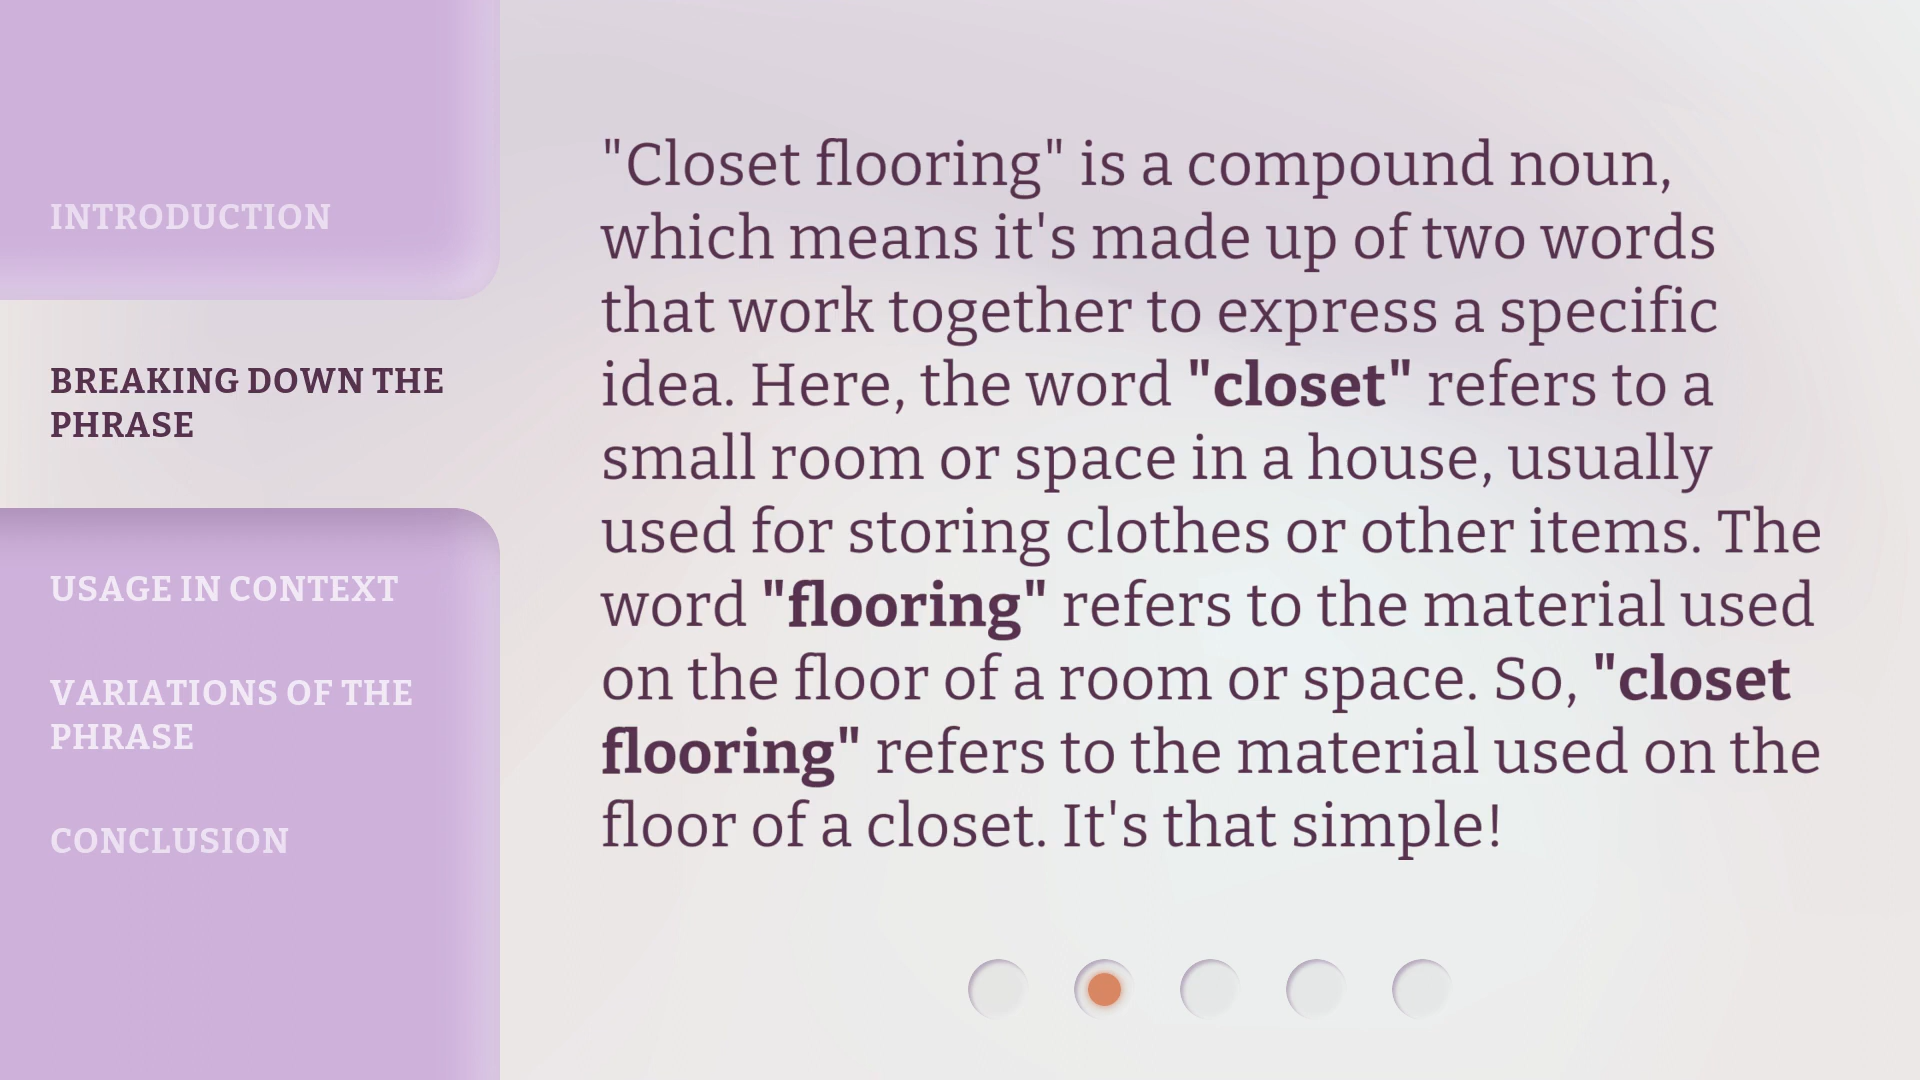 INTRODUCTION
BREAKING DOWN THE
PHRASE
USAGE IN CONTEXT
VARIATIONS OF THE
PHRASE
CONCLUSION
"Closet flooring" is a compound noun,
which means it's made up of two words
that work together to express a specific
idea. Here, the word "closet" refers to a
small room or space in a house, usually
used for storing clothes or other items. The
word "flooring" refers to the material used
on the floor of a room or space. So, "closet
flooring" refers to the material used on the
floor of a closet. It's that simple!